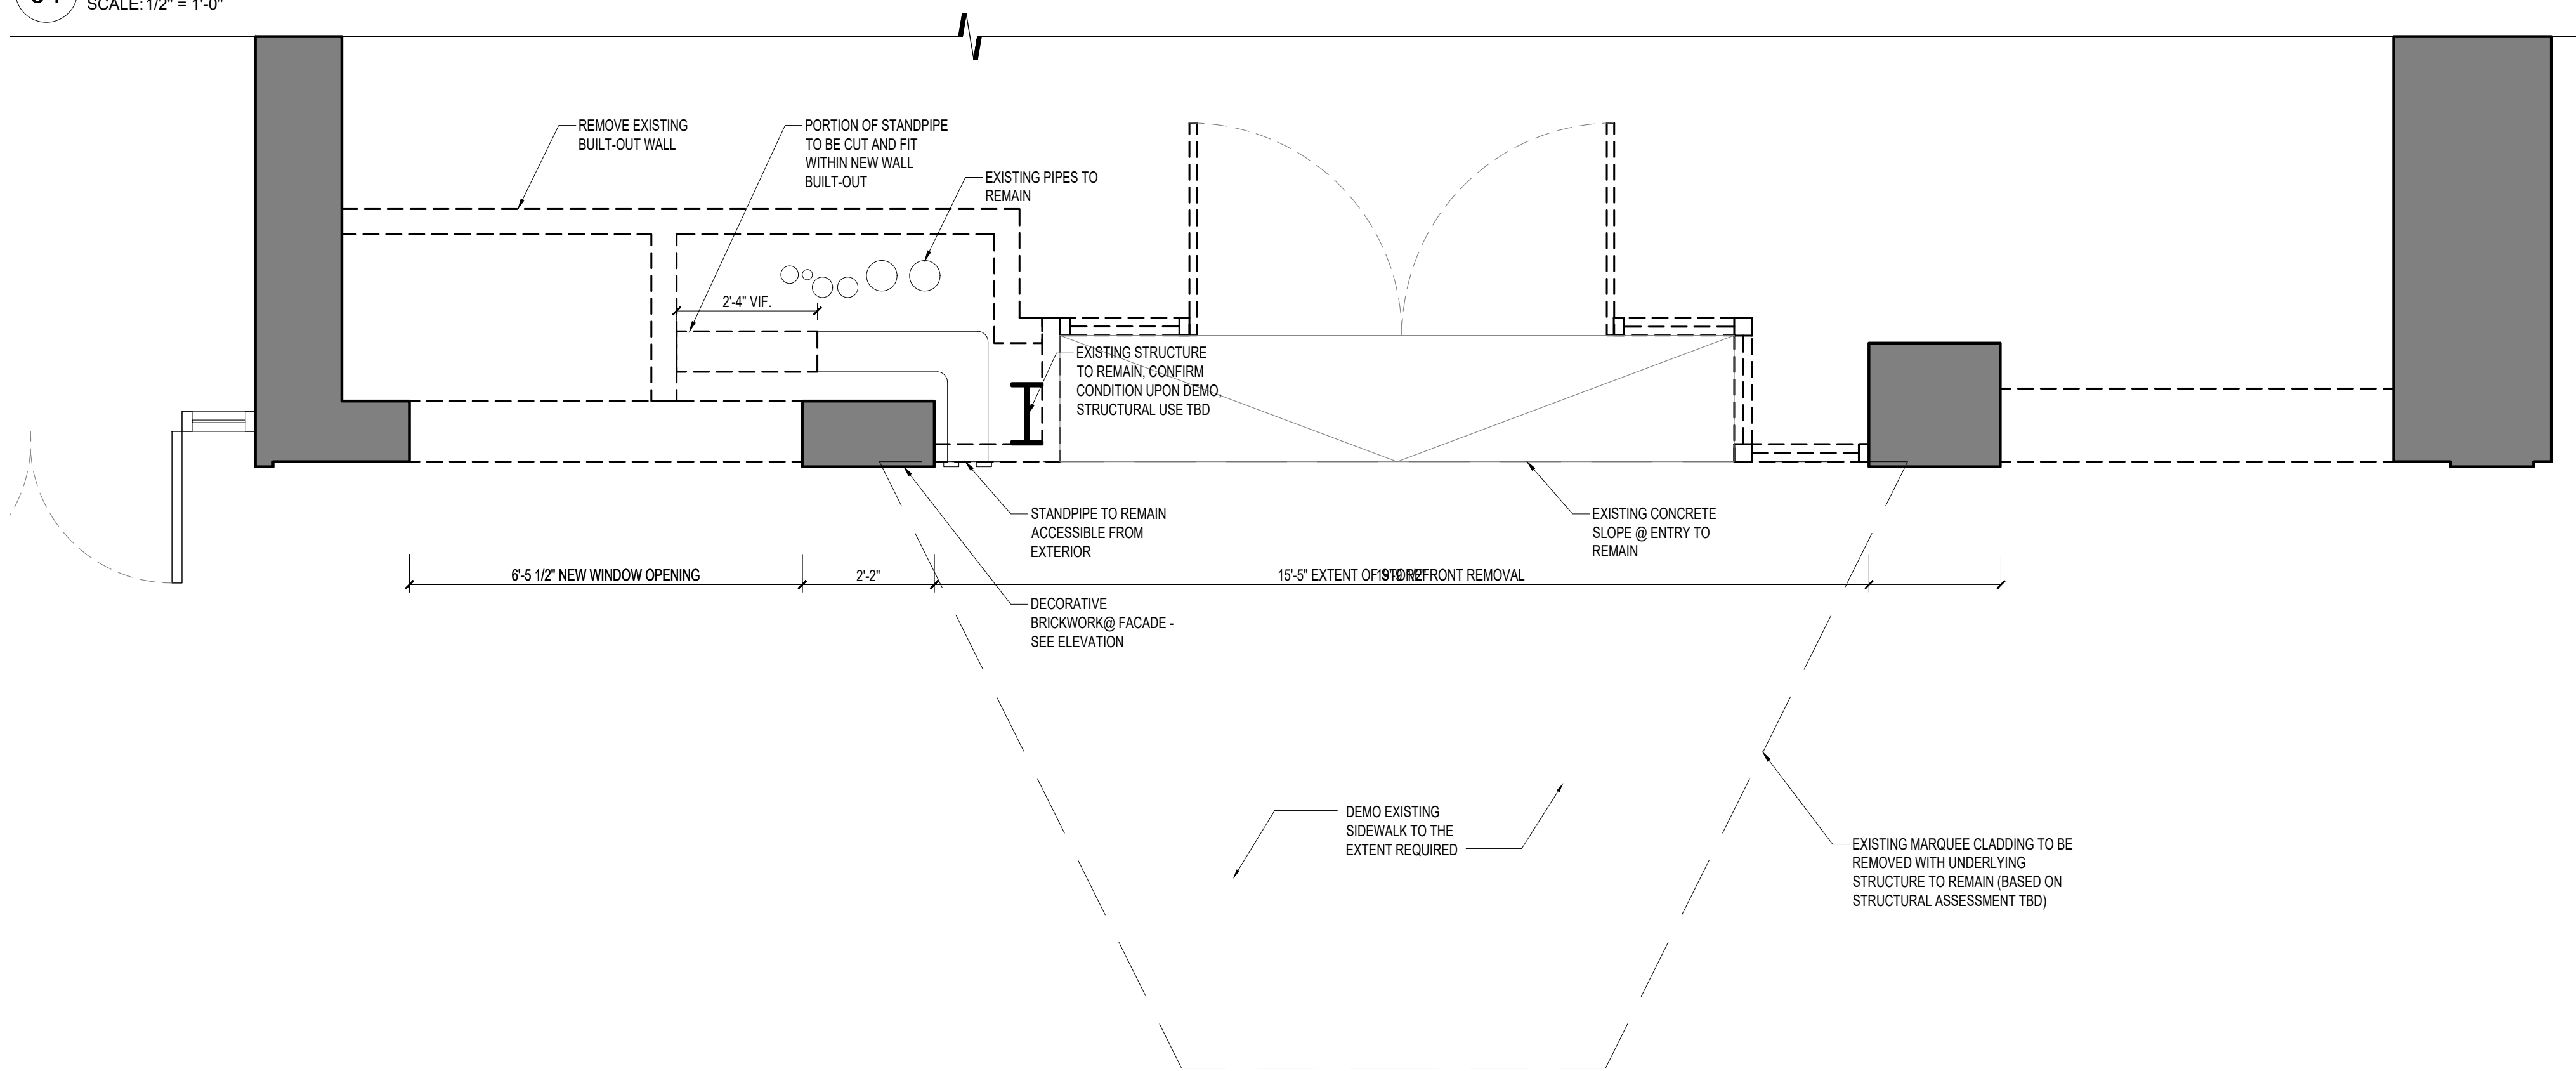 SCALE: 1/2" = 1'-0"
REMOVE EXISTING
BUILT-OUT WALL
PORTION OF STANDPIPE
TO BE CUT AND FIT
WITHIN NEW WALL
BUILT-OUT
EXISTING PIPES TO
REMAIN
2'-4" VIF.
EXISTING STRUCTURE
TO REMAIN, CONFIRM
CONDITION UPON DEMO,
STRUCTURAL USE TBD
STANDPIPE TO REMAIN
ACCESSIBLE FROM
EXTERIOR
EXISTING CONCRETE
SLOPE @ ENTRY TO
REMAIN
6'-5 1/2" NEW WINDOW OPENING
2'-2"
15'-5" EXTENT OF STOREFRONT REMOVAL
DECORATIVE
BRICKWORK@ FACADE -
SEE ELEVATION
DEMO EXISTING
SIDEWALK TO THE
EXTENT REQUIRED
EXISTING MARQUEE CLADDING TO BE
REMOVED WITH UNDERLYING
STRUCTURE TO REMAIN (BASED ON
STRUCTURAL ASSESSMENT TBD)